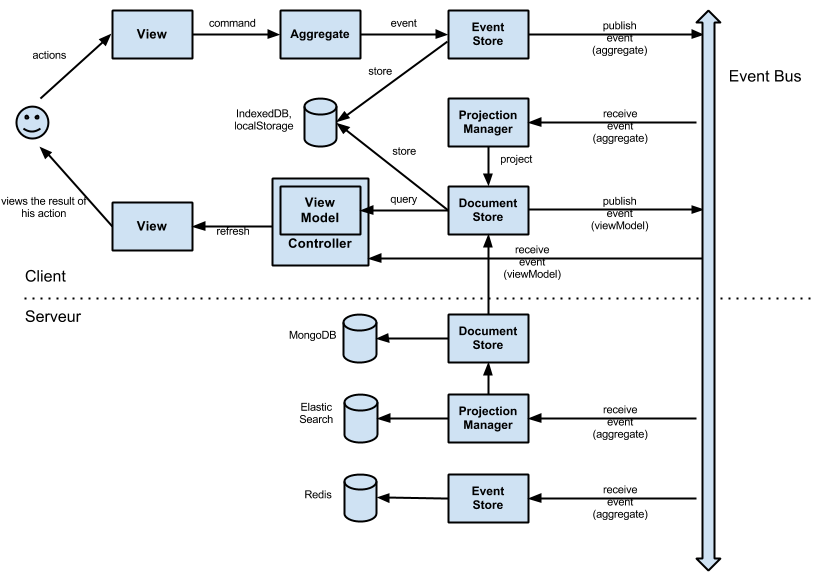 View
command
Aggregate
event
Event
Store
publish
event
(aggregate)
actions
store
Event Bus
IndexedDB,
localStorage
Projection
Manager
receive
event
(aggregate)
store
project
views the result of
his action
View
refresh
View
Model
Controller
query
Document
Store
publish
event
(viewModel)
receive
event
(viewModel)
Client
Serveur
MongoDB
Document
Store
Elastic
Search
Projection
Manager
receive
event
(aggregate)
Redis
Event
Store
receive
event
(aggregate)